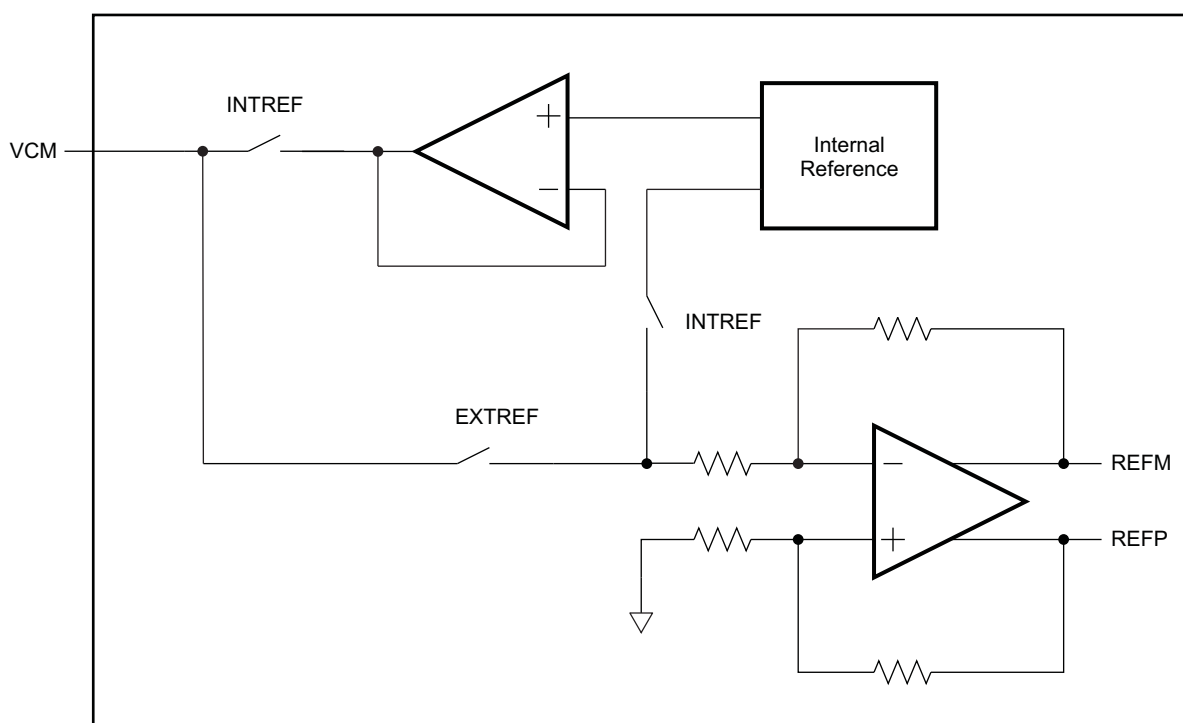 INTREF
VCM
Internal
Reference
INTREF
EXTREF
REFM
REFP